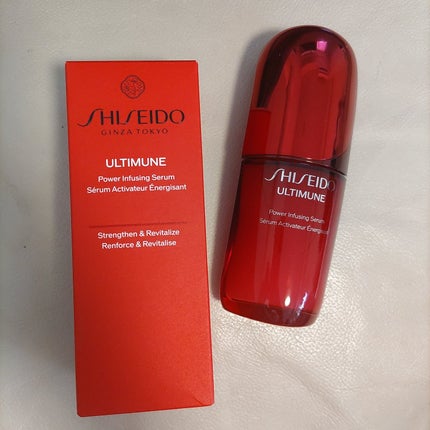 SHISEIDO
GINZA TOKYO
ULTIMUNE
Power Infusing Serum
Sérum Activateur Énergisant
Strengthen & Revitalize
Renforce & Revitalise
SHISEIDO
ULTIMUNE
Power Infusing Serum
Sérum Activateur Énergisant